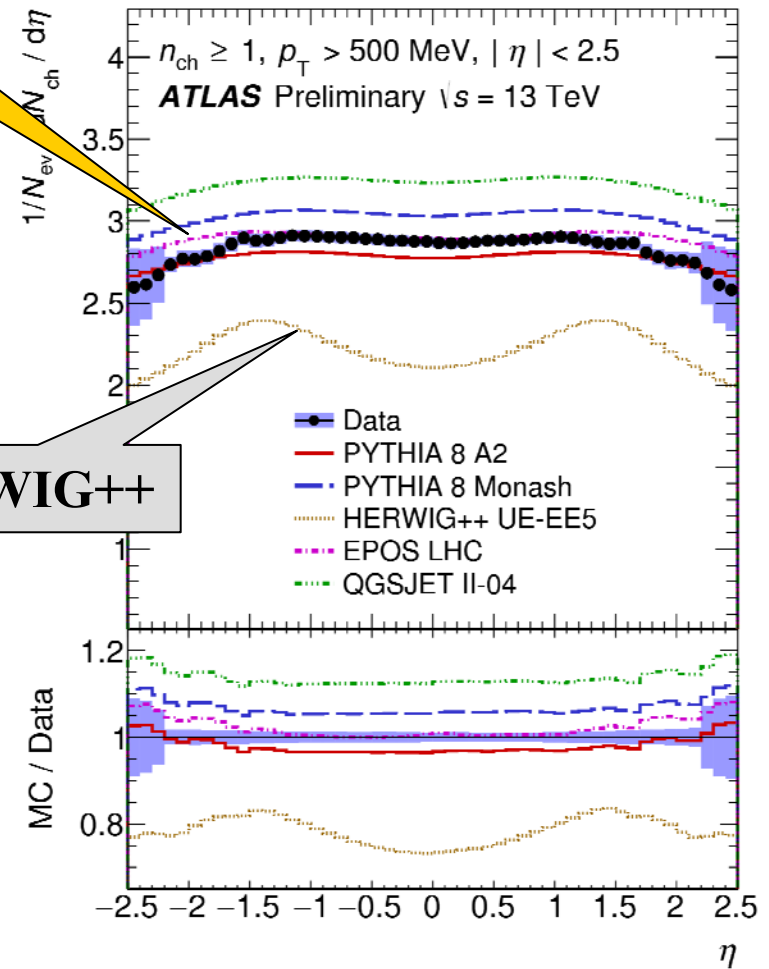 n_ch ≥ 1, p_T > 500 MeV, | η | < 2.5
ATLAS Preliminary √s = 13 TeV
1/N_ev dN_ch / dη
4
3.5
3
2.5
2
1
WIG++
Data
PYTHIA 8 A2
PYTHIA 8 Monash
HERWIG++ UE-EE5
EPOS LHC
QGSJET II-04
MC / Data
1.2
1
0.8
−2.5 −2 −1.5 −1 −0.5 0 0.5 1 1.5 2 2.5
η